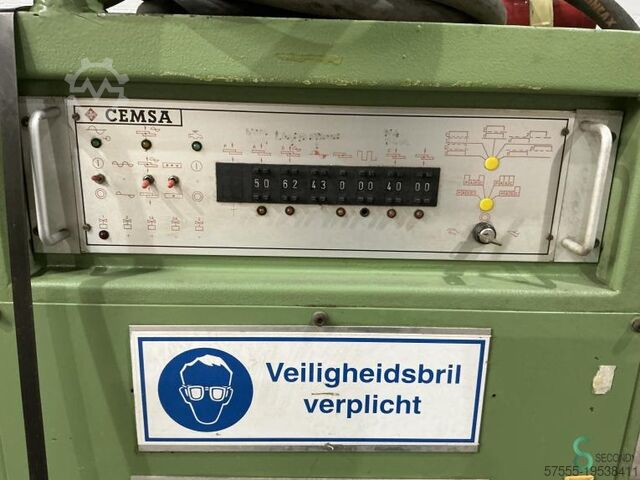 CEMSA
50 62 43 0 00 40 00
Veiligheidsbril
verplicht
SECOND
57555-19538411